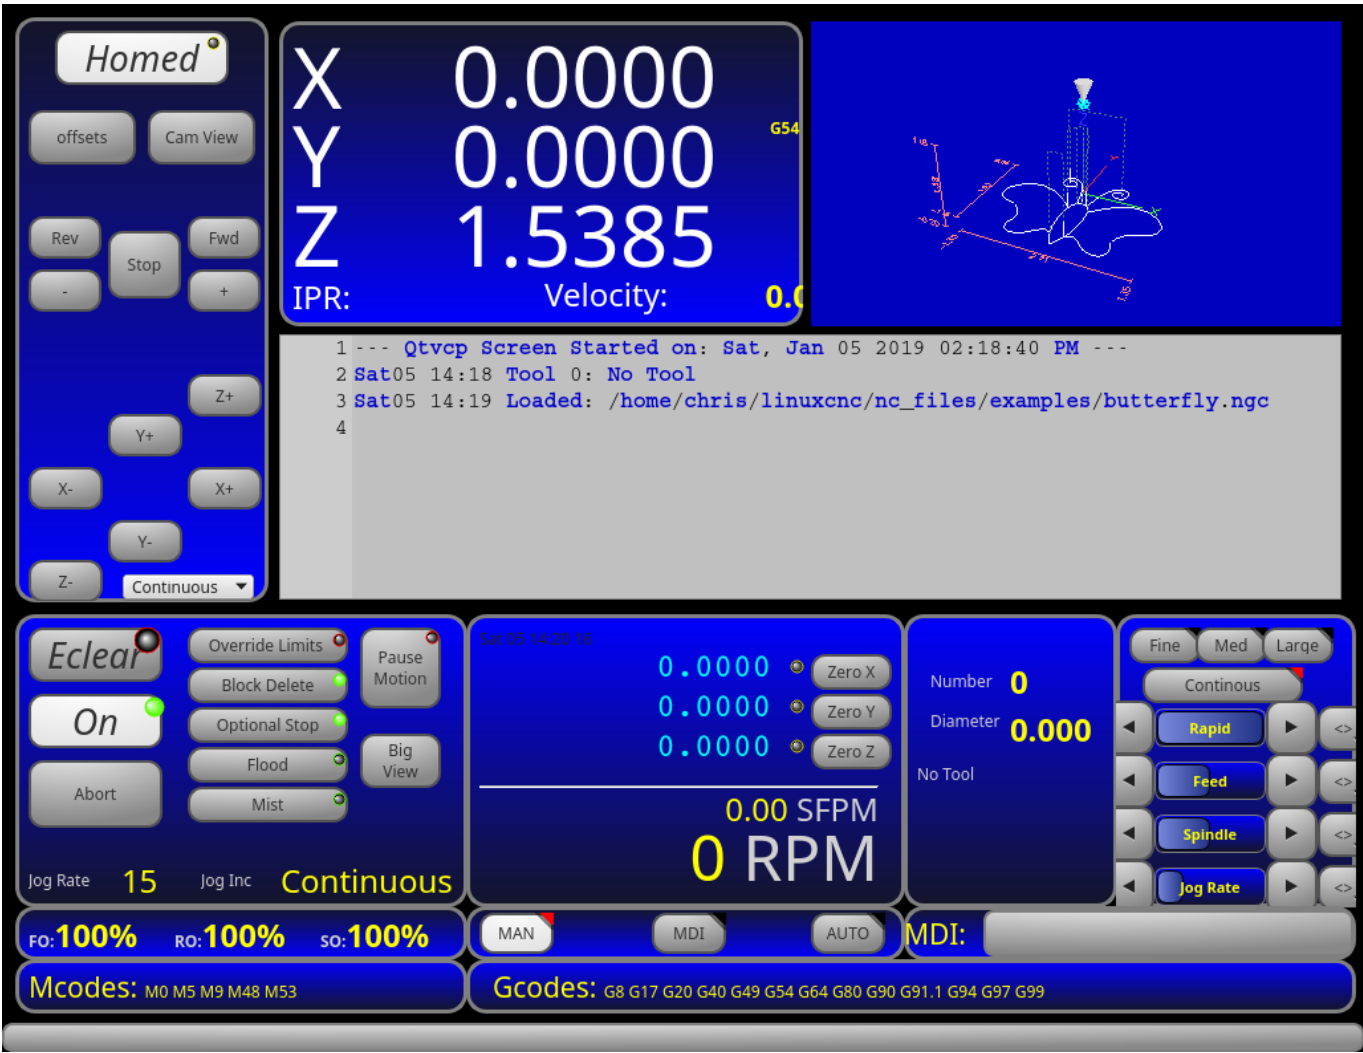 Homed
offsets
Cam View
Rev
Fwd
Stop
-
+
Z+
Y+
X-
X+
Y-
Z-
Continuous
X 0.0000
G54
Y 0.0000
Z 1.5385
IPR: Velocity: 0.0
1 --- Qtvcp Screen Started on: Sat, Jan 05 2019 02:18:40 PM ---
2 Sat05 14:18 Tool 0: No Tool
3 Sat05 14:19 Loaded: /home/chris/linuxcnc/nc_files/examples/butterfly.ngc
4
Eclear
On
Abort
Override Limits
Block Delete
Optional Stop
Flood
Mist
Pause
Motion
Big
View
Jog Rate 15 Jog Inc Continuous
Sat 05 14:20:16
0.0000 Zero X
0.0000 Zero Y
0.0000 Zero Z
0.00 SFPM
0 RPM
Number 0
Diameter 0.000
No Tool
Fine Med Large
Continous
Rapid <>
Feed <>
Spindle <>
Jog Rate <>
FO:100% RO:100% SO:100%
MAN MDI AUTO MDI:
Mcodes: M0 M5 M9 M48 M53
Gcodes: G8 G17 G20 G40 G49 G54 G64 G80 G90 G91.1 G94 G97 G99